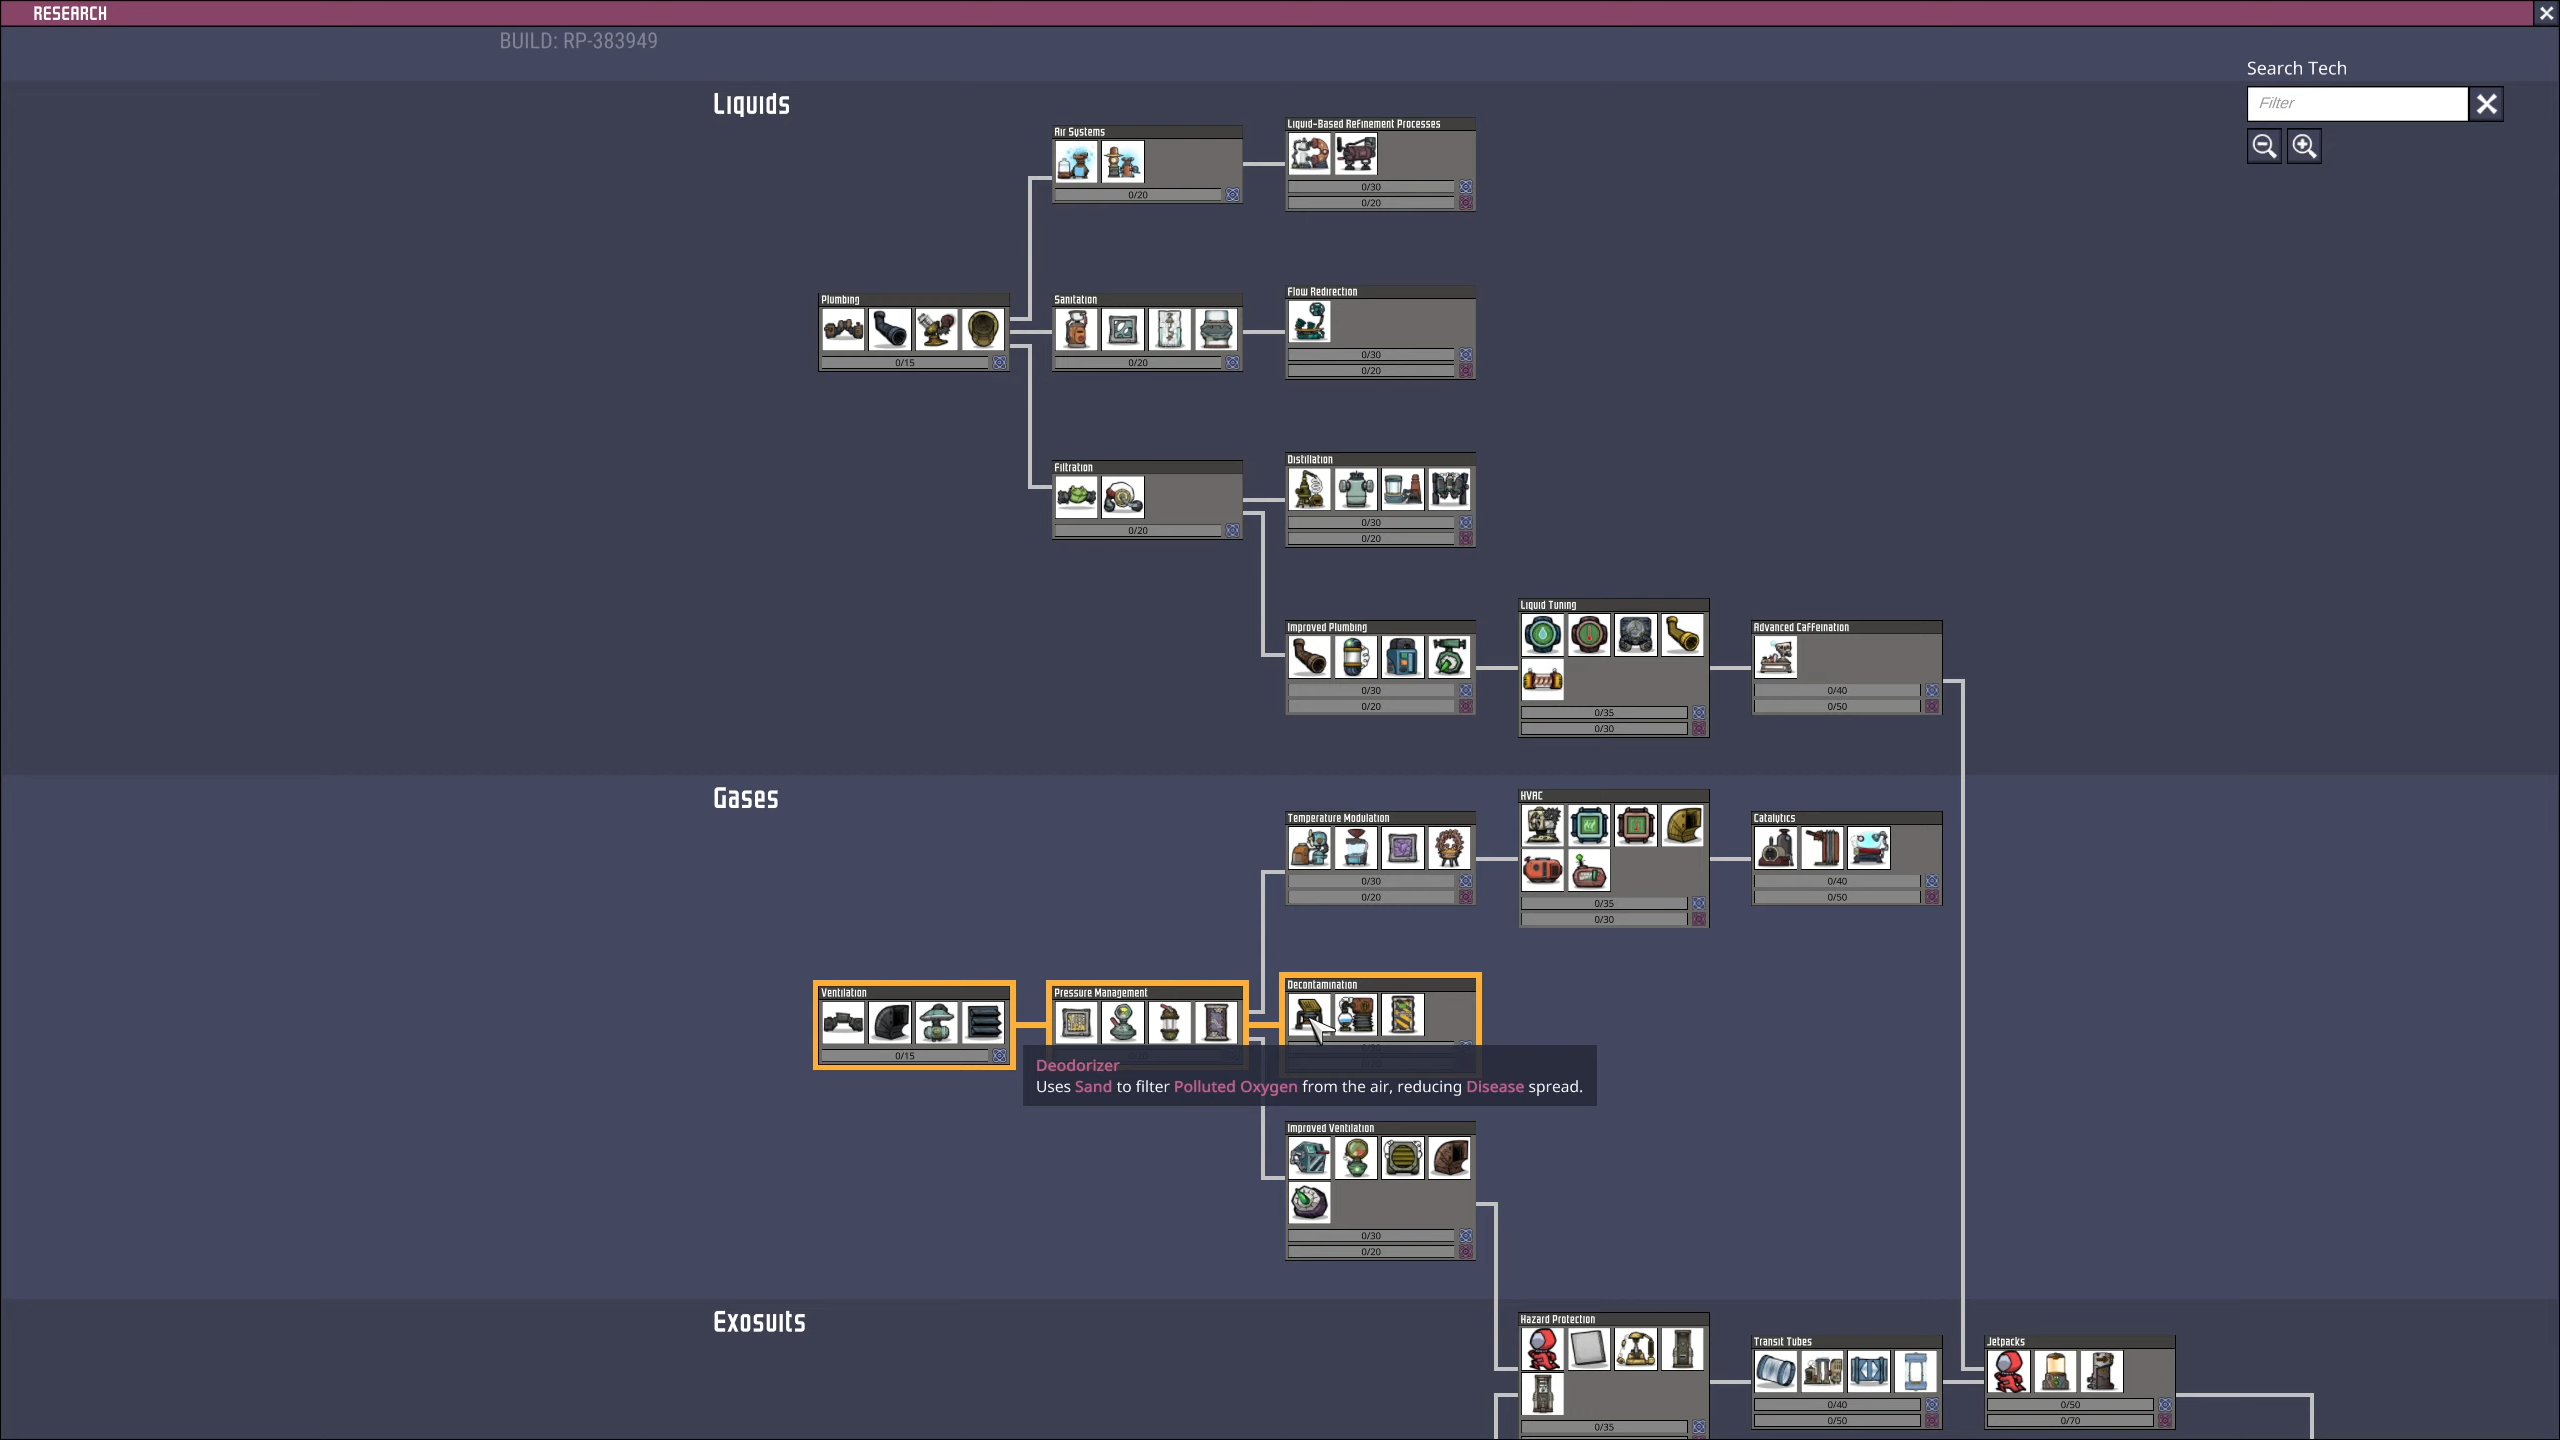 RESEARCH
BUILD: RP-383949
Search Tech
Filter
Liquids
Air Systems
0/20
Liquid-Based Refinement Processes
0/30
0/20
Plumbing
0/15
Sanitation
0/20
Flow Redirection
0/30
0/20
Filtration
0/20
Distillation
0/30
0/20
Improved Plumbing
0/30
0/20
Liquid Tuning
0/35
0/30
Advanced Caffeination
0/40
0/50
Gases
Temperature Modulation
0/30
0/20
HVAC
0/35
0/30
Catalytics
0/40
0/50
Ventilation
0/15
Pressure Management
Decontamination
Deodorizer
Uses Sand to filter Polluted Oxygen from the air, reducing Disease spread.
Improved Ventilation
0/30
0/20
Exosuits
Hazard Protection
0/35
Transit Tubes
0/40
0/50
Jetpacks
0/50
0/70